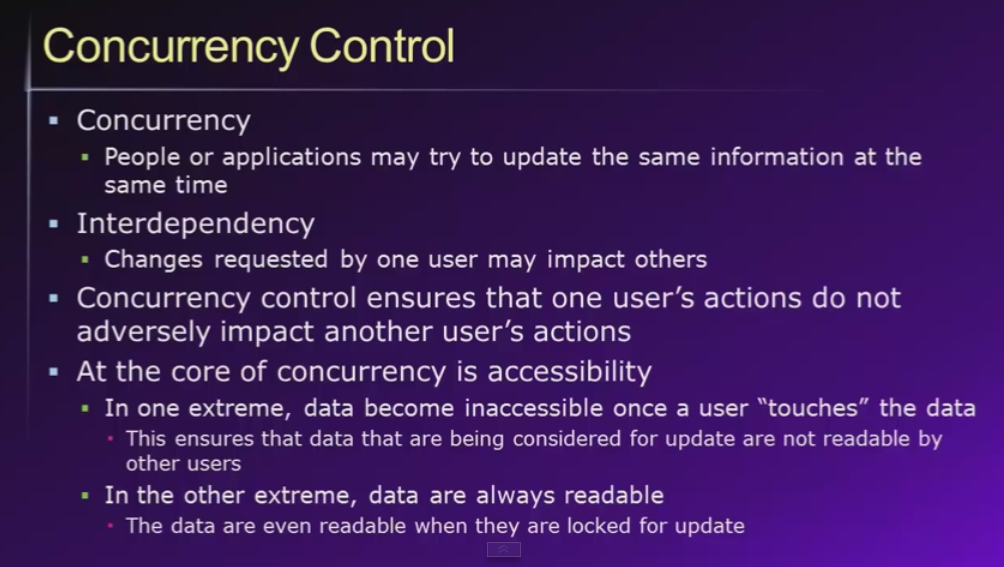 Concurrency Control
Concurrency
People or applications may try to update the same information at the
same time
Interdependency
Changes requested by one user may impact others
Concurrency control ensures that one user’s actions do not
adversely impact another user’s actions
At the core of concurrency is accessibility
In one extreme, data become inaccessible once a user “touches” the data
This ensures that data that are being considered for update are not readable by
other users
In the other extreme, data are always readable
The data are even readable when they are locked for update